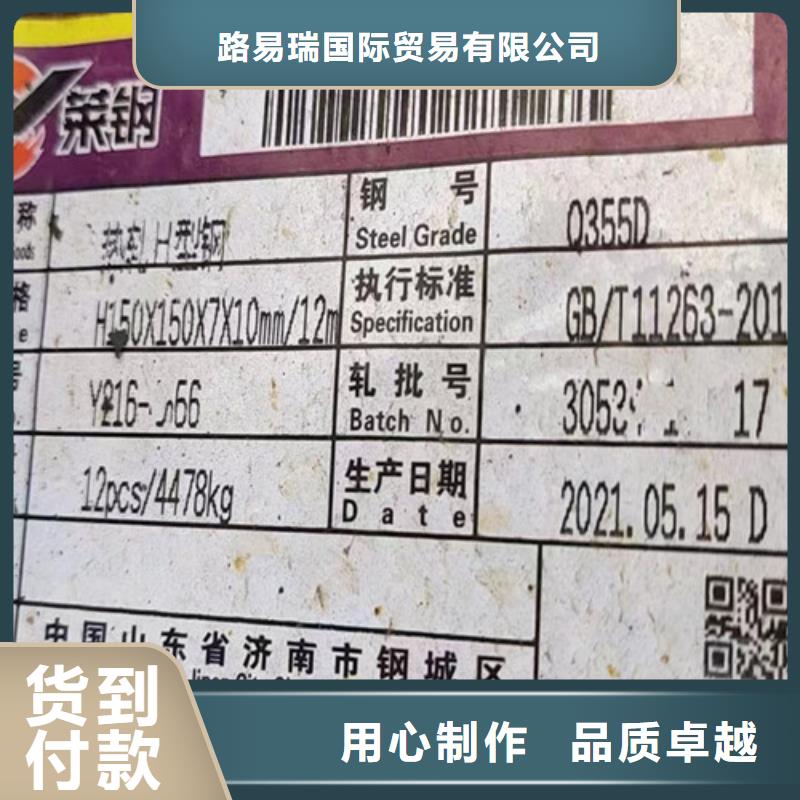 路易瑞国际贸易有限公司
莱钢
称
钢 号
热轧 H型钢
Steel Grade
Q355D
格
执行标准
H150X150X7X10mm/12m
Specification
GB/T11263-201
e
号
轧批号
Batch No.
17
12pcs/4478kg
生产日期
Date
2021.05.15 D
中国山东省济南市钢城区
货到
付款
用心制作 品质卓越